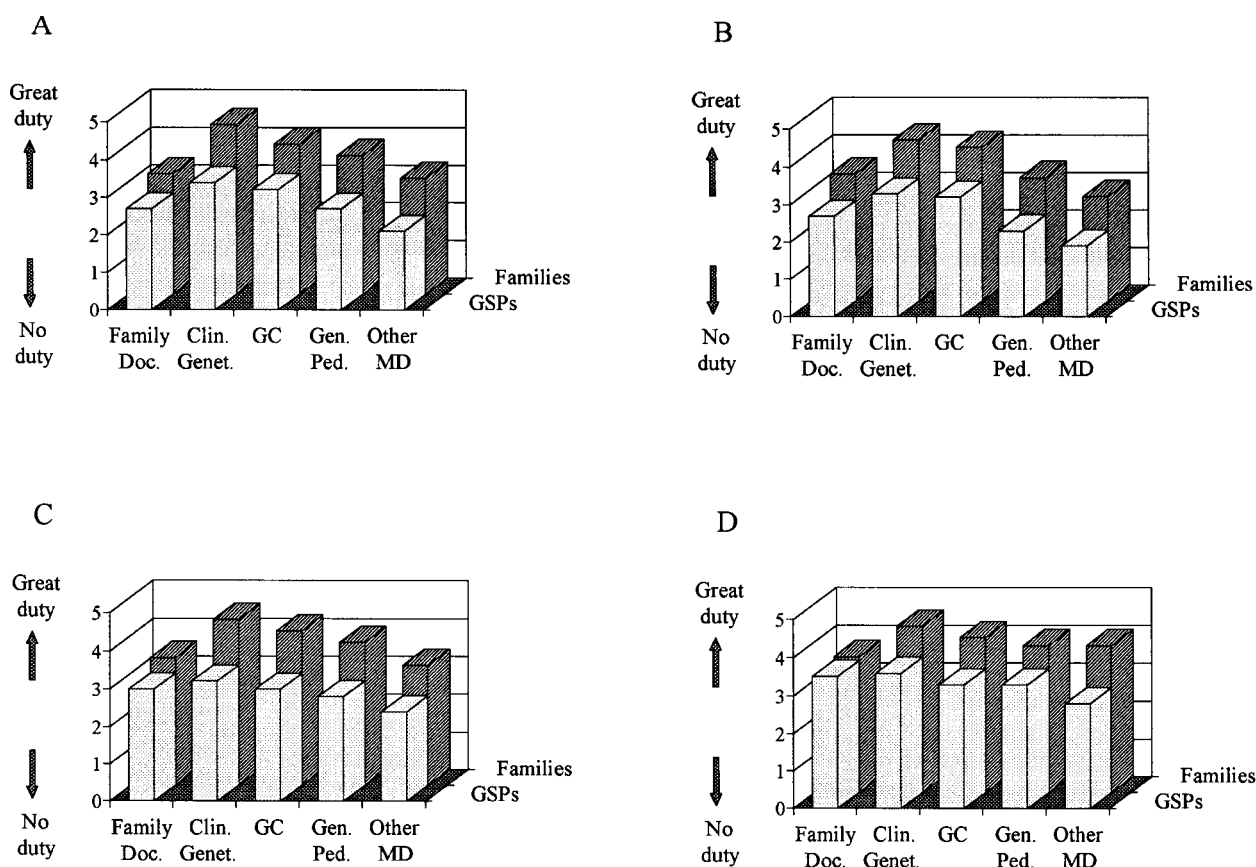 A
Great
duty
5
4
3
2
1
0
No
duty
Families
GSPs
Family Clin. GC Gen. Other
Doc. Genet. Ped. MD
B
Great
duty
5
4
3
2
1
0
No
duty
Families
GSPs
Family Clin. GC Gen. Other
Doc. Genet. Ped. MD
C
Great
duty
5
4
3
2
1
0
No
duty
Families
GSPs
Family Clin. GC Gen. Other
Doc. Genet. Ped. MD
D
Great
duty
5
4
3
2
1
0
No
duty
Families
GSPs
Family Clin. GC Gen. Other
Doc. Genet. Ped. MD